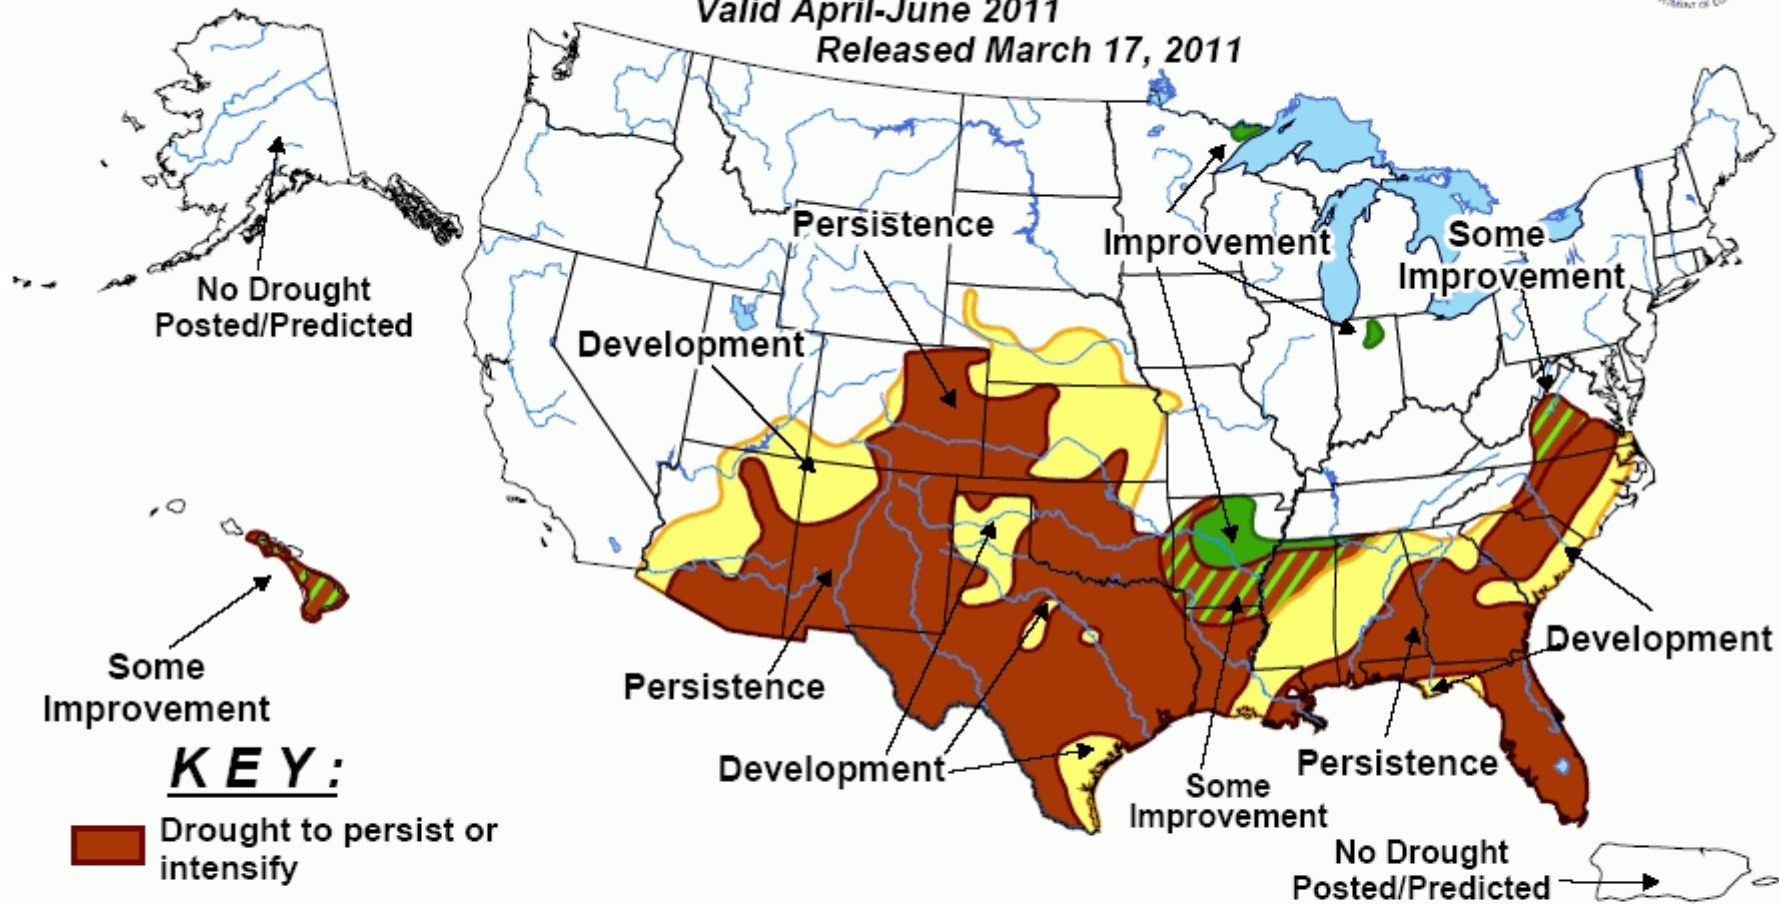 Valid April-June 2011
Released March 17, 2011
Persistence
Improvement
Some
Improvement
No Drought
Posted/Predicted
Development
Some
Improvement
Persistence
Development
Development
Persistence
Some
Improvement
No Drought
Posted/Predicted
KEY:
Drought to persist or
intensify